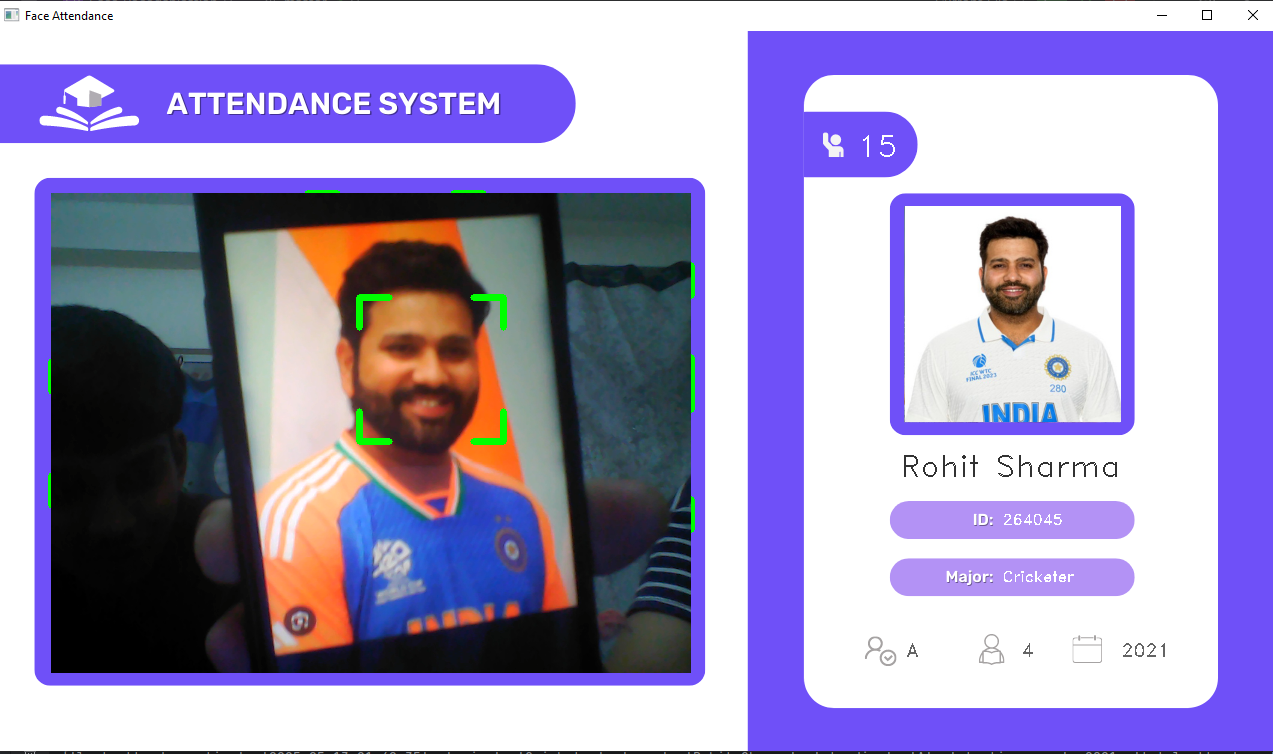 Face Attendance
ATTENDANCE SYSTEM
15
ICC WTC
FINAL 2023
280
INDIA
Rohit Sharma
ID: 264045
Major: Cricketer
A
4
2021
INDIA